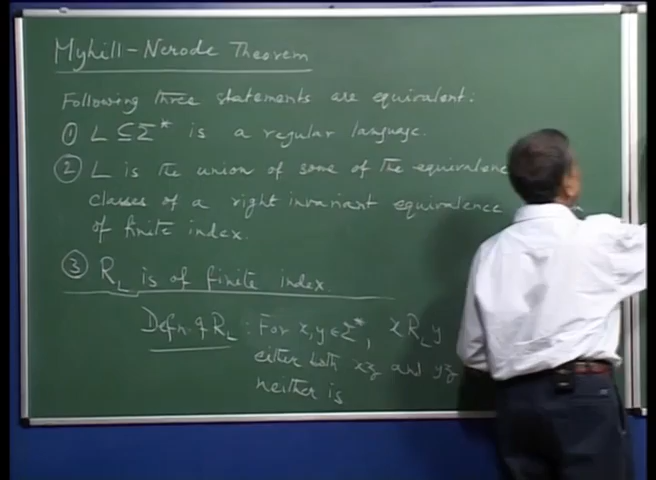 Myhill-Nerode Theorem
Following three statements are equivalent:
① L ⊆ Σ* is a regular language.
② L is the union of some of the equivalence
classes of a right invariant equivalence
of finite index.
③ R_L is of finite index.
Defn. of R_L : For x, y ∈ Σ*, x R_L y
either both xz and yz
neither is